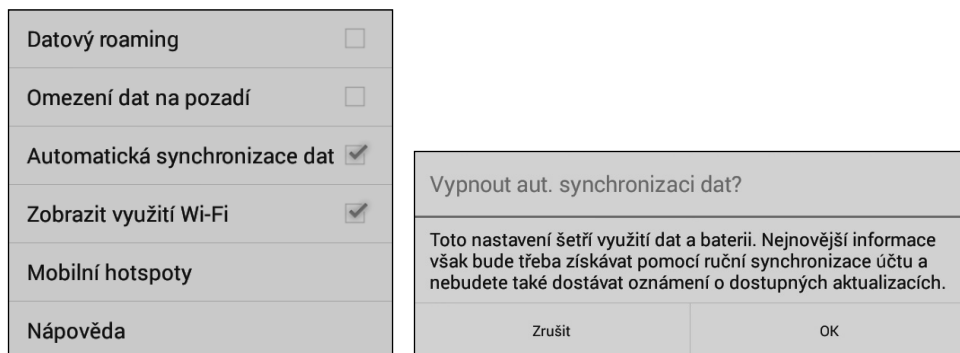 Datový roaming
Omezení dat na pozadí
Automatická synchronizace dat
Zobrazit využití Wi-Fi
Mobilní hotspoty
Nápověda
Vypnout aut. synchronizaci dat?
Toto nastavení šetří využití dat a baterii. Nejnovější informace
však bude třeba získávat pomocí ruční synchronizace účtu a
nebudete také dostávat oznámení o dostupných aktualizacích.
Zrušit
OK